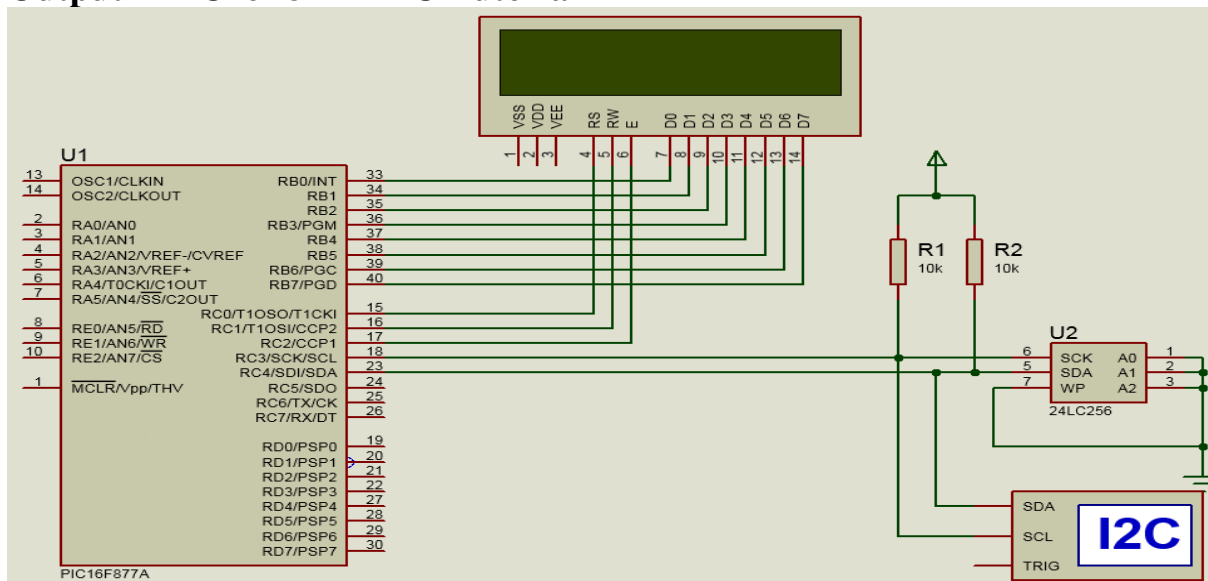 VSS VDD VEE RS RW E D0 D1 D2 D3 D4 D5 D6 D7
1 2 3 4 5 6 7 8 9 10 11 12 13 14
U1
13 OSC1/CLKIN RB0/INT 33
14 OSC2/CLKOUT RB1 34
RB2 35
2 RA0/AN0 RB3/PGM 36
3 RA1/AN1 RB4 37
4 RA2/AN2/VREF-/CVREF RB5 38
5 RA3/AN3/VREF+ RB6/PGC 39
6 RA4/T0CKI/C1OUT RB7/PGD 40
7 RA5/AN4/SS/C2OUT
RC0/T1OSO/T1CKI 15
8 RE0/AN5/RD RC1/T1OSI/CCP2 16
9 RE1/AN6/WR RC2/CCP1 17
10 RE2/AN7/CS RC3/SCK/SCL 18
RC4/SDI/SDA 23
1 MCLR/Vpp/THV RC5/SDO 24
RC6/TX/CK 25
RC7/RX/DT 26
RD0/PSP0 19
RD1/PSP1 20
RD2/PSP2 21
RD3/PSP3 22
RD4/PSP4 27
RD5/PSP5 28
RD6/PSP6 29
RD7/PSP7 30
PIC16F877A
R1
10k
R2
10k
U2
6 SCK A0 1
5 SDA A1 2
7 WP A2 3
24LC256
SDA
SCL
TRIG
I2C